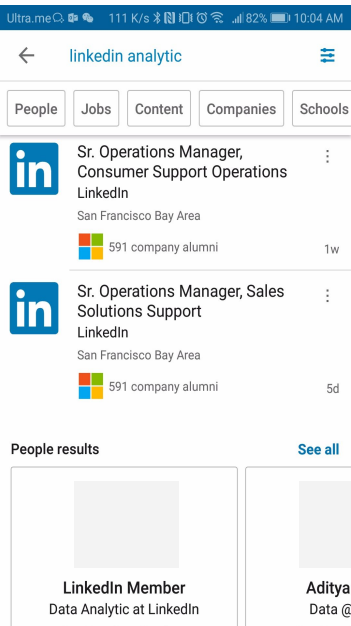 Ultra.me 111 K/s 82% 10:04 AM
linkedin analytic
People Jobs Content Companies Schools
in Sr. Operations Manager,
Consumer Support Operations
LinkedIn
San Francisco Bay Area
591 company alumni 1w
in Sr. Operations Manager, Sales
Solutions Support
LinkedIn
San Francisco Bay Area
591 company alumni 5d
People results See all
LinkedIn Member Aditya
Data Analytic at LinkedIn Data @